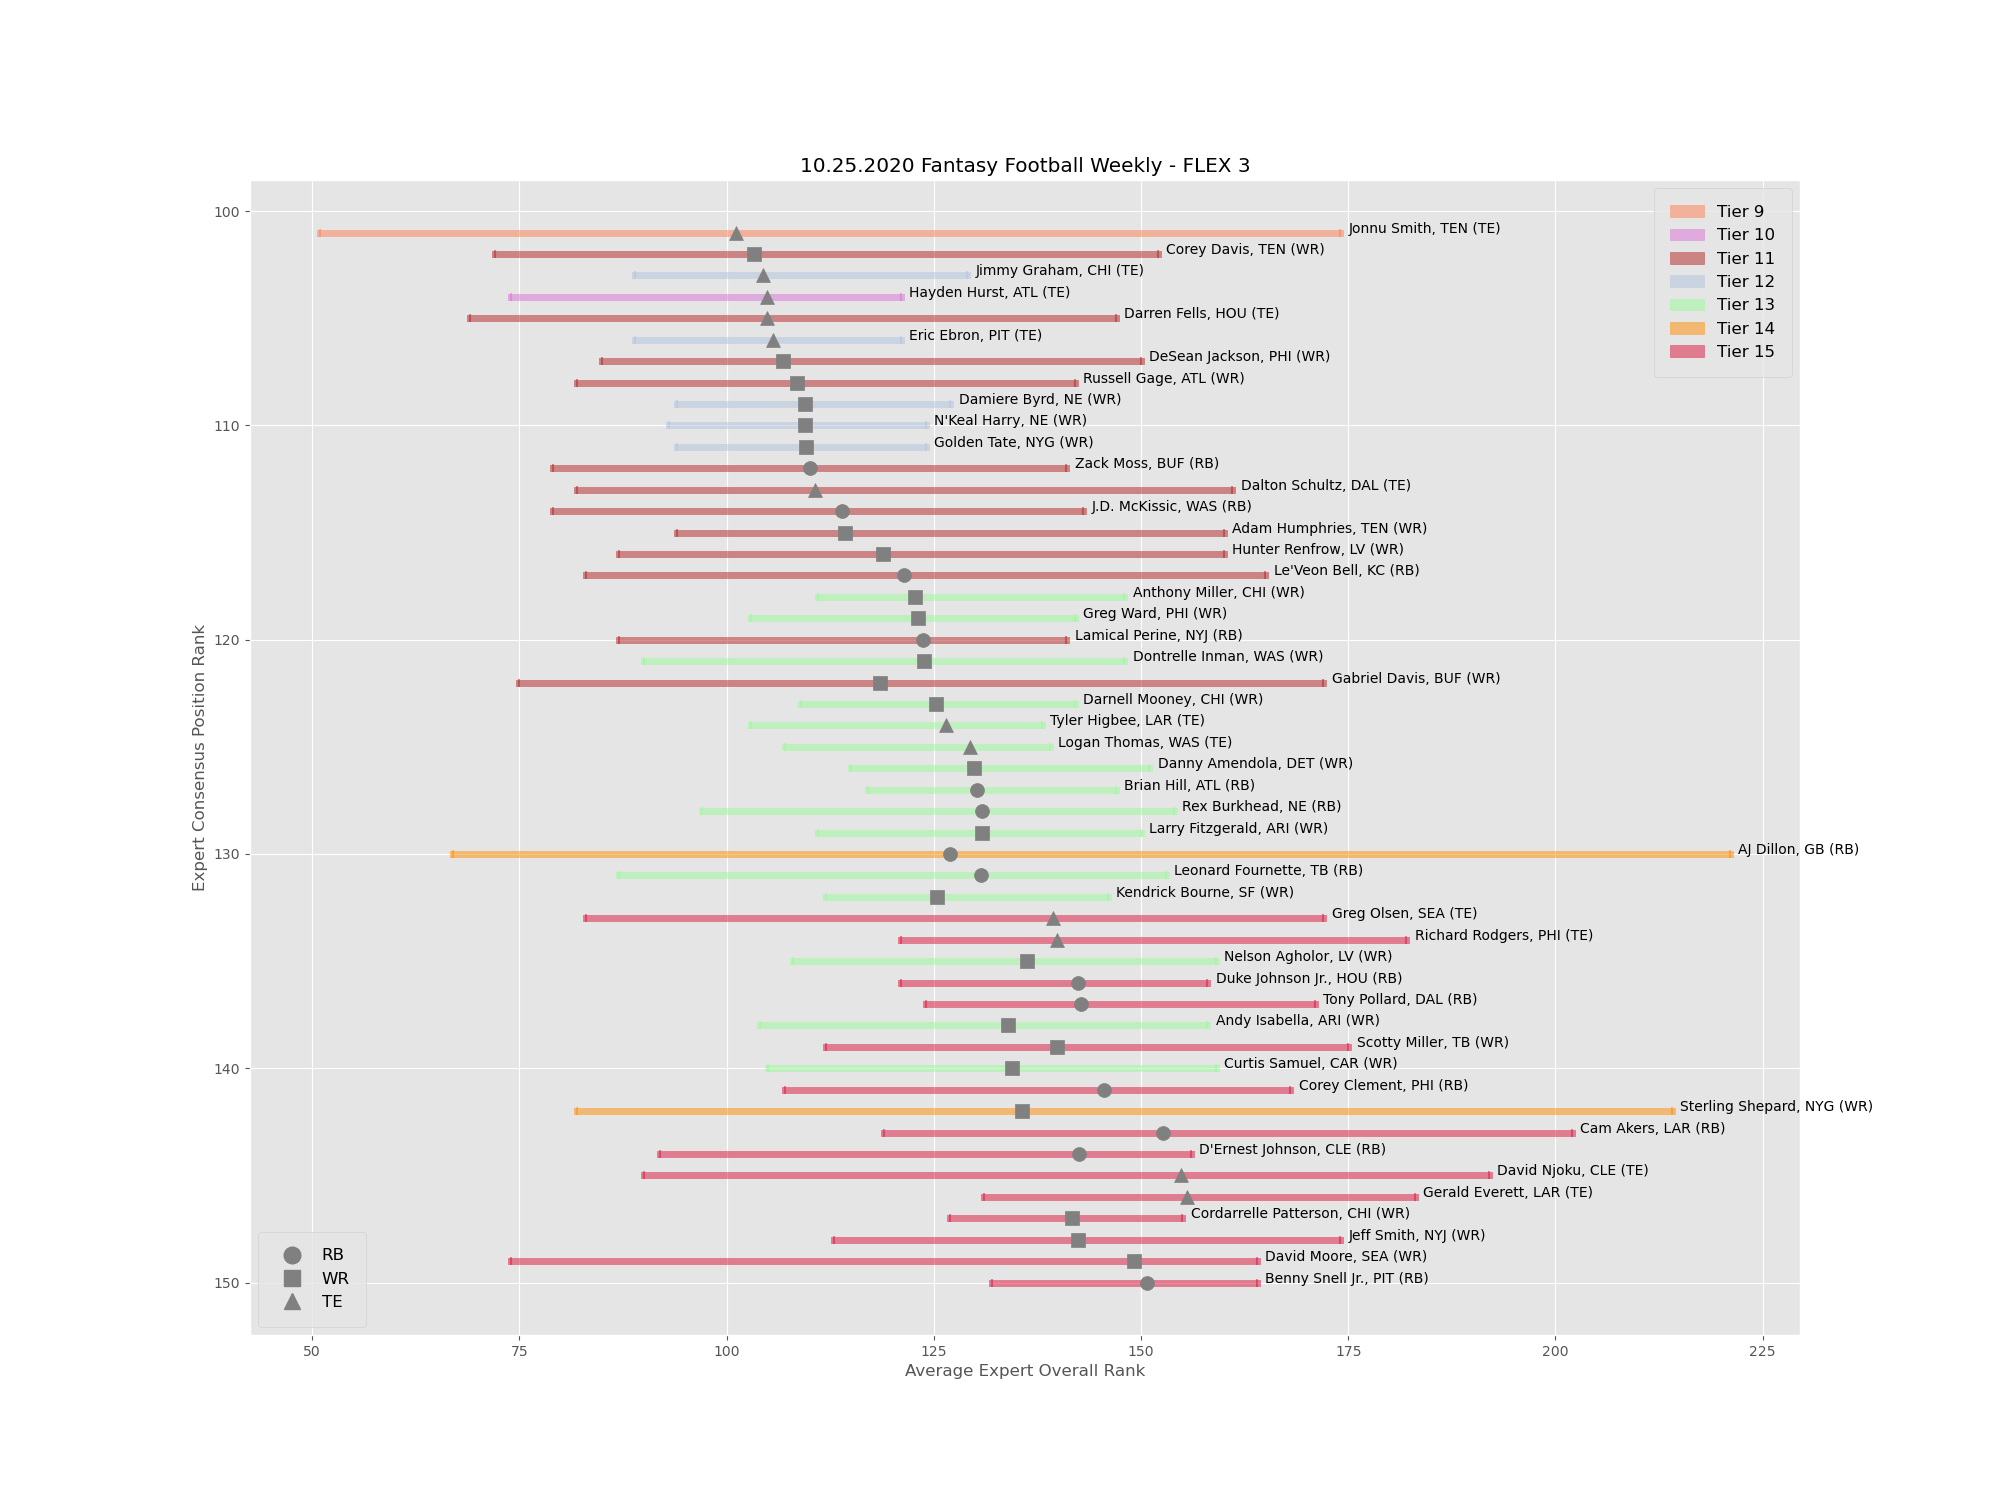 10.25.2020 Fantasy Football Weekly - FLEX 3
Tier 9
Tier 10
Tier 11
Tier 12
Tier 13
Tier 14
Tier 15
Jonnu Smith, TEN (TE)
Corey Davis, TEN (WR)
Jimmy Graham, CHI (TE)
Hayden Hurst, ATL (TE)
Darren Fells, HOU (TE)
Eric Ebron, PIT (TE)
DeSean Jackson, PHI (WR)
Russell Gage, ATL (WR)
Damiere Byrd, NE (WR)
N'Keal Harry, NE (WR)
Golden Tate, NYG (WR)
Zack Moss, BUF (RB)
Dalton Schultz, DAL (TE)
J.D. McKissic, WAS (RB)
Adam Humphries, TEN (WR)
Hunter Renfrow, LV (WR)
Le'Veon Bell, KC (RB)
Anthony Miller, CHI (WR)
Greg Ward, PHI (WR)
Lamical Perine, NYJ (RB)
Dontrelle Inman, WAS (WR)
Gabriel Davis, BUF (WR)
Darnell Mooney, CHI (WR)
Tyler Higbee, LAR (TE)
Logan Thomas, WAS (TE)
Danny Amendola, DET (WR)
Brian Hill, ATL (RB)
Rex Burkhead, NE (RB)
Larry Fitzgerald, ARI (WR)
AJ Dillon, GB (RB)
Leonard Fournette, TB (RB)
Kendrick Bourne, SF (WR)
Greg Olsen, SEA (TE)
Richard Rodgers, PHI (TE)
Nelson Agholor, LV (WR)
Duke Johnson Jr., HOU (RB)
Tony Pollard, DAL (RB)
Andy Isabella, ARI (WR)
Scotty Miller, TB (WR)
Curtis Samuel, CAR (WR)
Corey Clement, PHI (RB)
Sterling Shepard, NYG (WR)
Cam Akers, LAR (RB)
D'Ernest Johnson, CLE (RB)
David Njoku, CLE (TE)
Gerald Everett, LAR (TE)
Cordarrelle Patterson, CHI (WR)
Jeff Smith, NYJ (WR)
David Moore, SEA (WR)
Benny Snell Jr., PIT (RB)
100
110
120
130
140
150
Expert Consensus Position Rank
RB
WR
TE
50 75 100 125 150 175 200 225
Average Expert Overall Rank